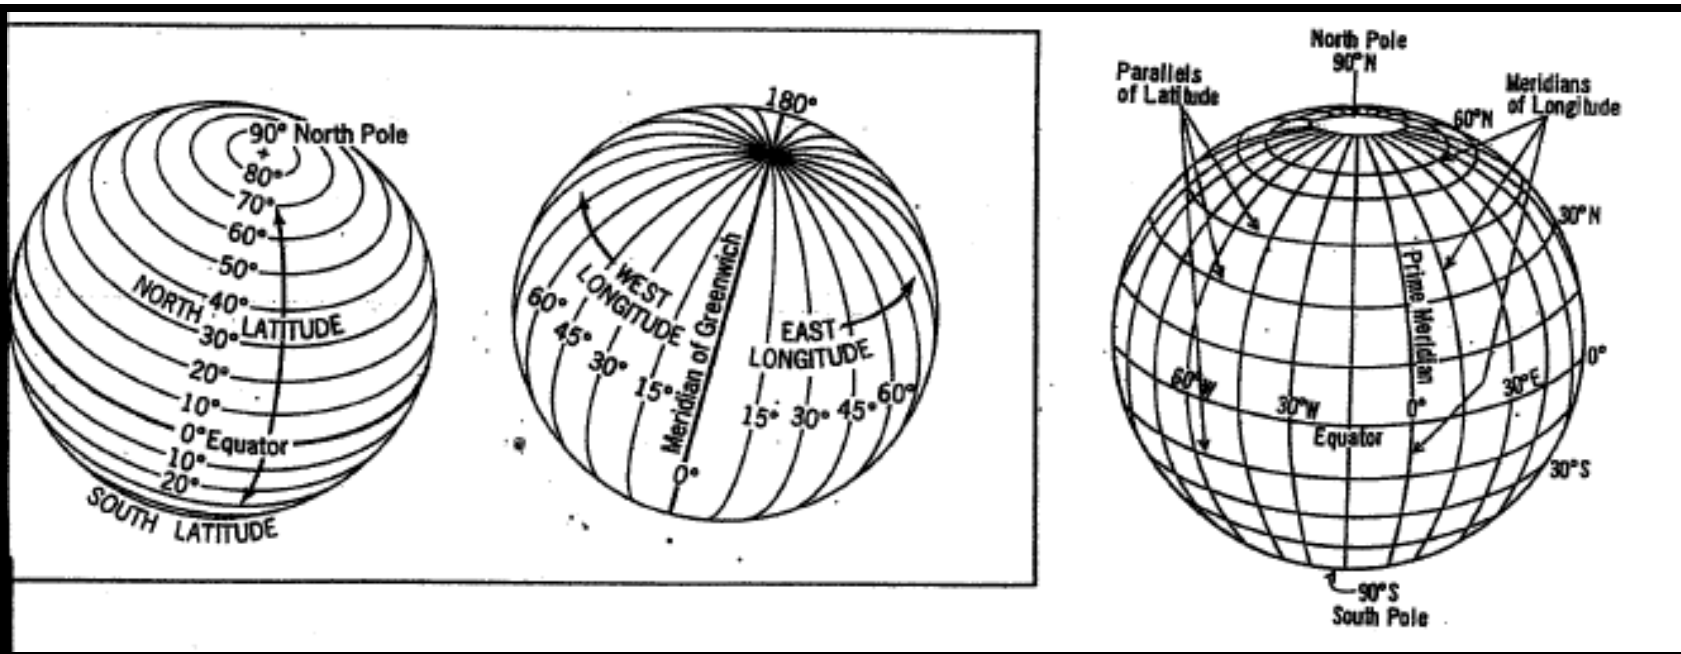 90° North Pole
80°
70°
60°
50°
NORTH 40° LATITUDE
30°
20°
10°
0° Equator
10°
20°
SOUTH LATITUDE
180°
WEST
LONGITUDE
60°
45°
30°
15°
Meridian of Greenwich
0°
EAST
LONGITUDE
15° 30° 45° 60°
North Pole
90°N
Parallels
of Latitude
Meridians
of Longitude
60°N
30°N
Prime Meridian
0°
60°W
30°W
0°
30°E
Equator
30°S
90°S
South Pole